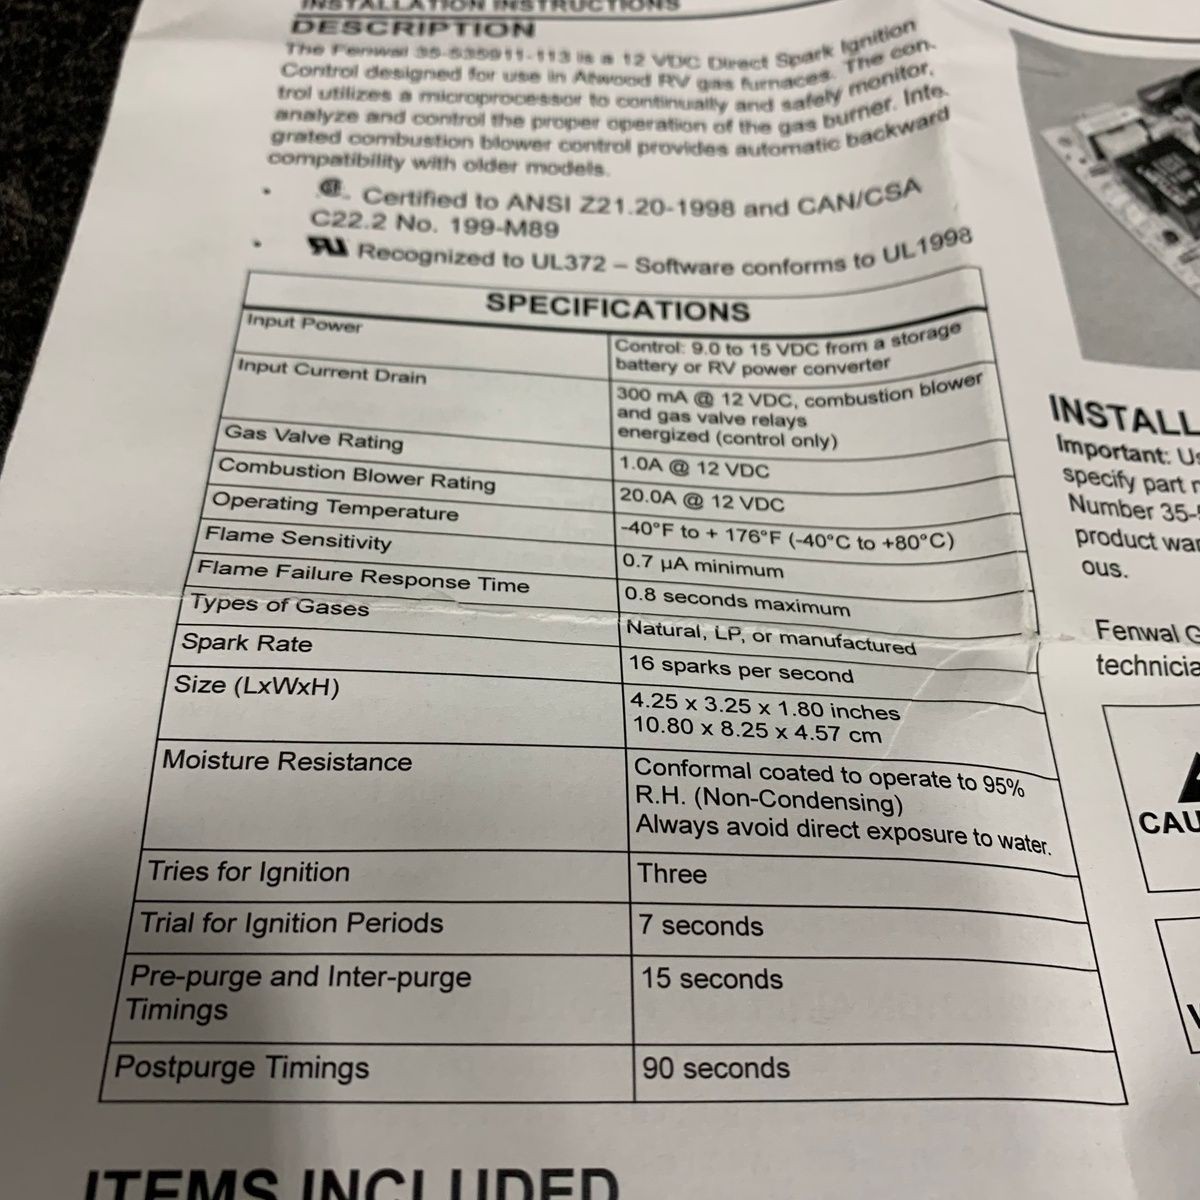 INSTALLATION INSTRUCTIONS
DESCRIPTION
The Fenwal 35-535911-113 is a 12 VDC Direct Spark Ignition
Control designed for use in Atwood RV gas furnaces. The con-
trol utilizes a microprocessor to continually and safely monitor,
analyze and control the proper operation of the gas burner. Inte-
grated combustion blower control provides automatic backward
compatibility with older models.
• Certified to ANSI Z21.20-1998 and CAN/CSA
C22.2 No. 199-M89
• Recognized to UL372 – Software conforms to UL1998
SPECIFICATIONS
Input Power
Control: 9.0 to 15 VDC from a storage
battery or RV power converter
Input Current Drain
300 mA @ 12 VDC, combustion blower
and gas valve relays
energized (control only)
Gas Valve Rating
1.0A @ 12 VDC
Combustion Blower Rating
20.0A @ 12 VDC
Operating Temperature
-40°F to + 176°F (-40°C to +80°C)
Flame Sensitivity
0.7 µA minimum
Flame Failure Response Time
0.8 seconds maximum
Types of Gases
Natural, LP, or manufactured
Spark Rate
16 sparks per second
Size (LxWxH)
4.25 x 3.25 x 1.80 inches
10.80 x 8.25 x 4.57 cm
Moisture Resistance
Conformal coated to operate to 95%
R.H. (Non-Condensing)
Always avoid direct exposure to water.
Tries for Ignition
Three
Trial for Ignition Periods
7 seconds
Pre-purge and Inter-purge
Timings
15 seconds
Postpurge Timings
90 seconds
ITEMS INCLUDED
INSTALL
Important: Us
specify part
Number 35-
product war
ous.
Fenwal G
technicia
CAU